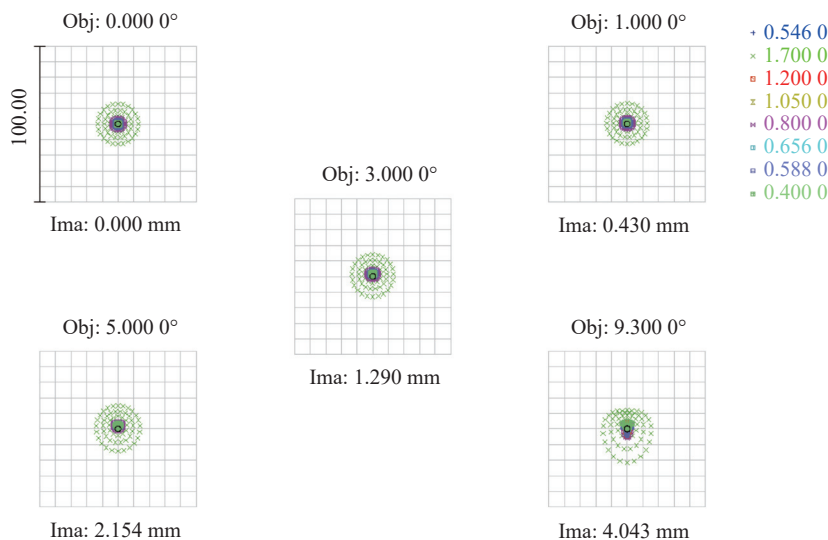 Obj: 0.000 0°
100.00
Ima: 0.000 mm
Obj: 1.000 0°
Ima: 0.430 mm
0.546 0
1.700 0
1.200 0
1.050 0
0.800 0
0.656 0
0.588 0
0.400 0
Obj: 3.000 0°
Ima: 1.290 mm
Obj: 5.000 0°
Ima: 2.154 mm
Obj: 9.300 0°
Ima: 4.043 mm